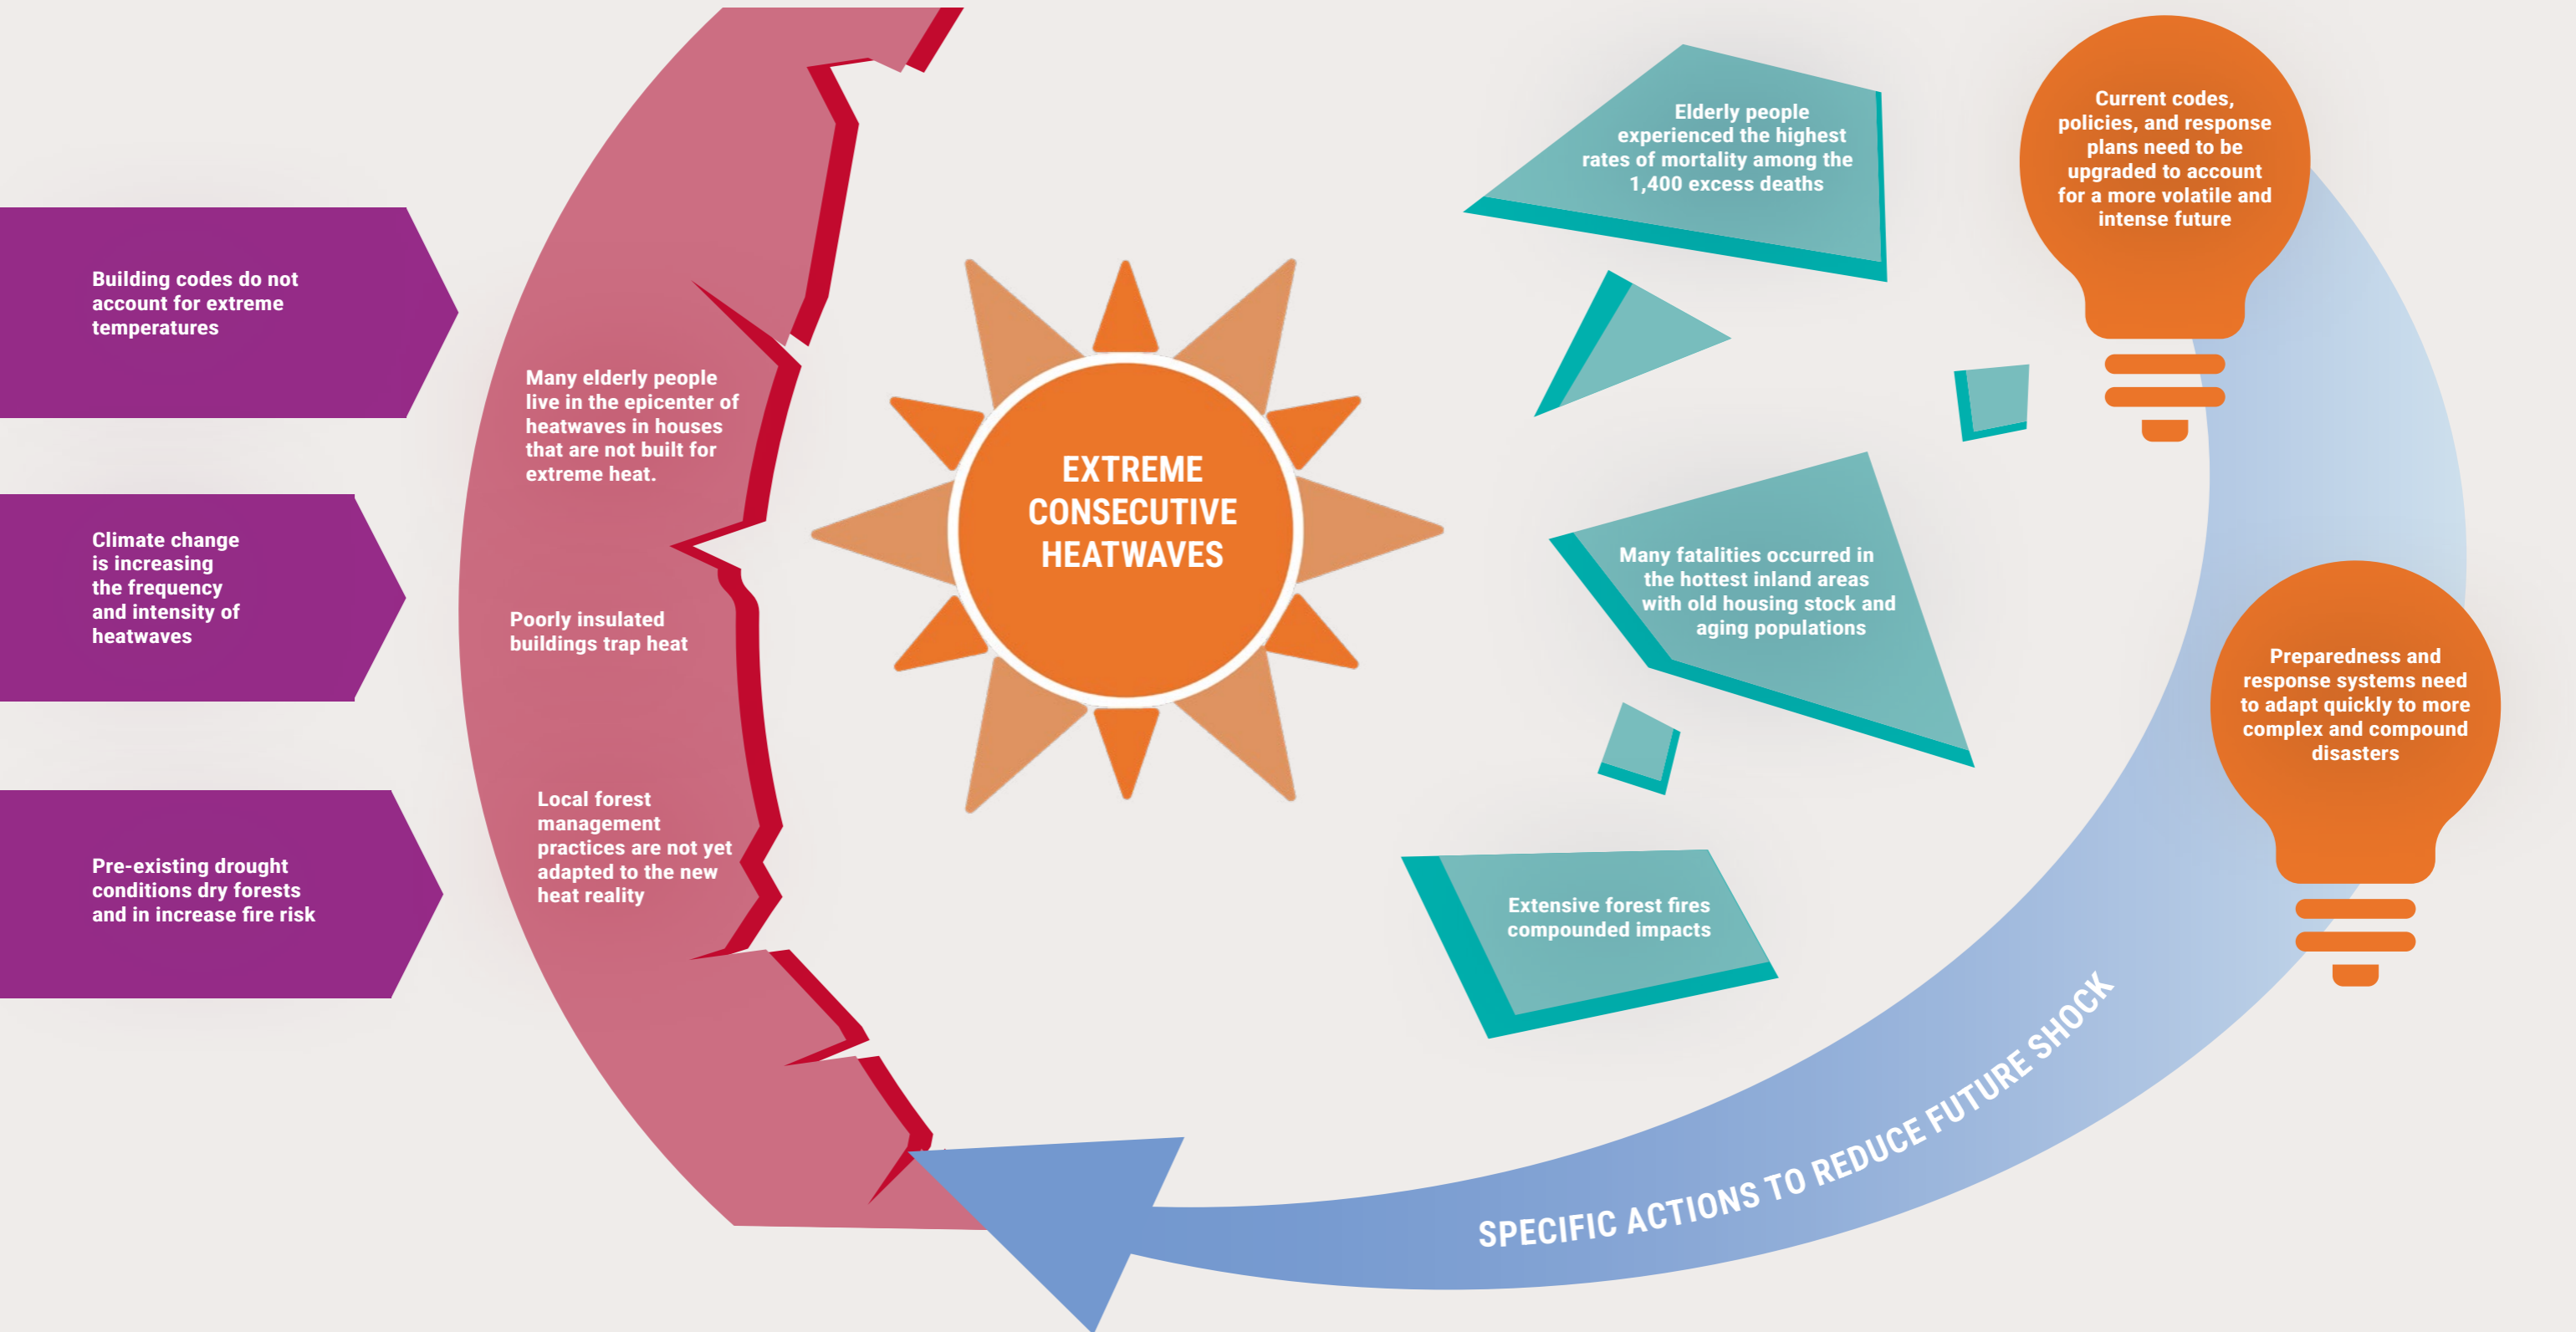 Building codes do not
account for extreme
temperatures
Climate change
is increasing
the frequency
and intensity of
heatwaves
Pre-existing drought
conditions dry forests
and in increase fire risk
Many elderly people
live in the epicenter of
heatwaves in houses
that are not built for
extreme heat.
Poorly insulated
buildings trap heat
Local forest
management
practices are not yet
adapted to the new
heat reality
EXTREME
CONSECUTIVE
HEATWAVES
Elderly people
experienced the highest
rates of mortality among the
1,400 excess deaths
Many fatalities occurred in
the hottest inland areas
with old housing stock and
aging populations
Extensive forest fires
compounded impacts
Current codes,
policies, and response
plans need to be
upgraded to account
for a more volatile and
intense future
Preparedness and
response systems need
to adapt quickly to more
complex and compound
disasters
SPECIFIC ACTIONS TO REDUCE FUTURE SHOCK